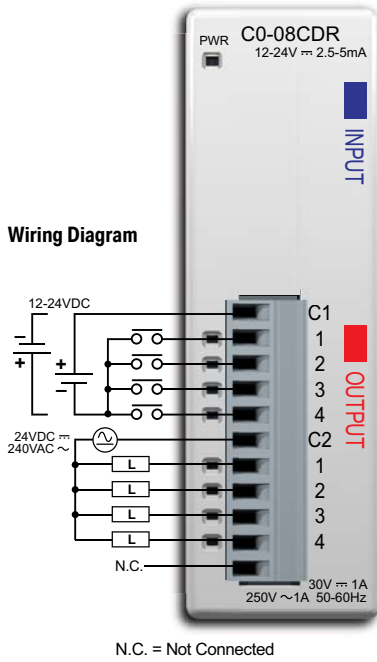 PWR C0-08CDR
12-24V ⎓ 2.5-5mA
INPUT
Wiring Diagram
12-24VDC
–
+
+
–
C1
1
2
3
4
OUTPUT
24VDC ⎓
240VAC ~
C2
L 1
L 2
L 3
L 4
N.C.
30V ⎓ 1A
250V ~1A 50-60Hz
N.C. = Not Connected